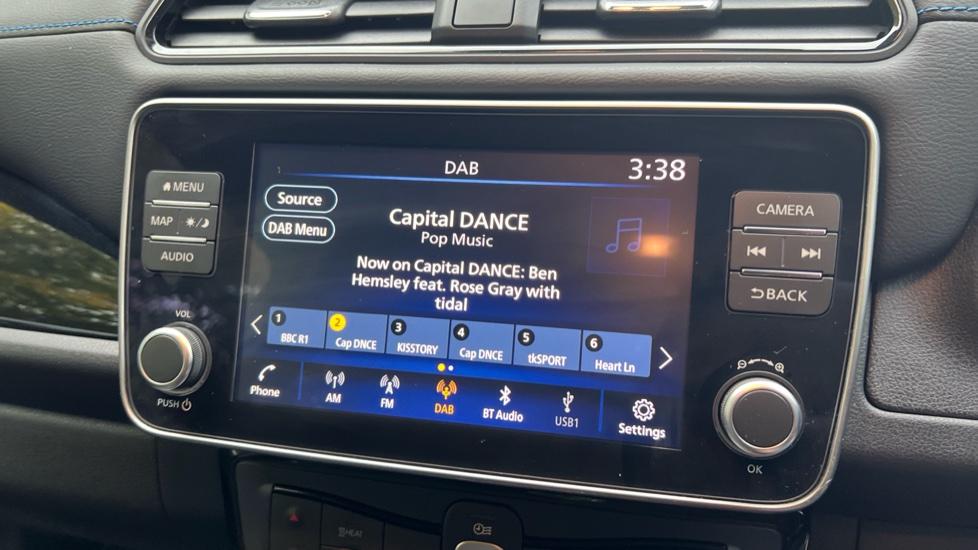 DAB
3:38
1
Source
DAB Menu
Capital DANCE
Pop Music
Now on Capital DANCE: Ben
Hemsley feat. Rose Gray with
tidal
1
BBC R1
2
Cap DNCE
3
KISSTORY
4
Cap DNCE
5
tkSPORT
6
Heart Ln
Phone
AM
FM
DAB
BT Audio
USB1
Settings
MENU
MAP
AUDIO
VOL
PUSH
CAMERA
BACK
OK
HEAT